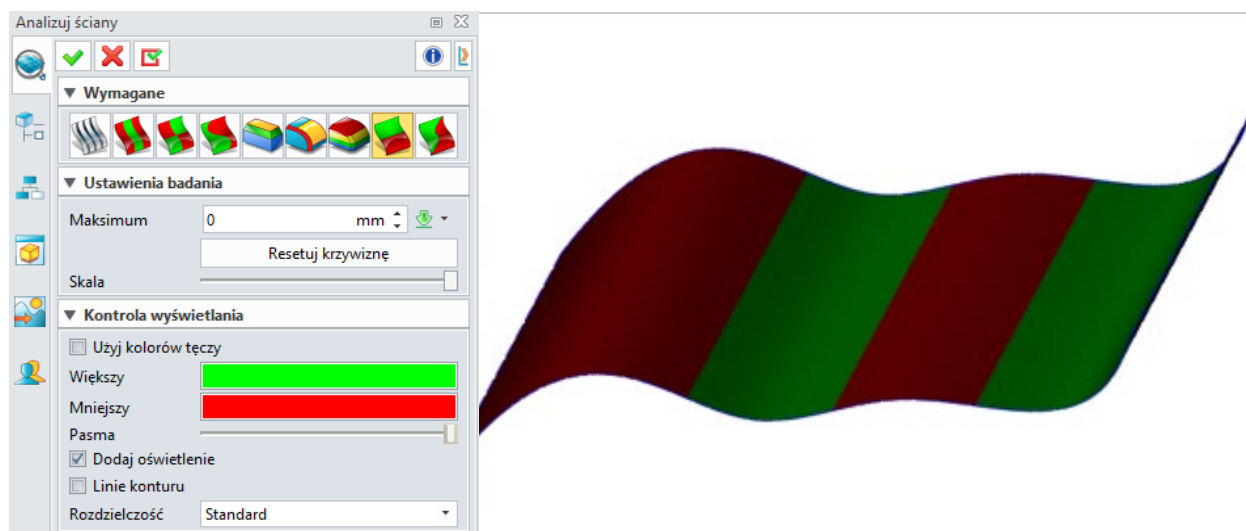 Analizuj ściany
Wymagane
Ustawienia badania
Maksimum 0 mm
Resetuj krzywiznę
Skala
Kontrola wyświetlania
Użyj kolorów tęczy
Większy
Mniejszy
Pasma
Dodaj oświetlenie
Linie konturu
Rozdzielczość Standard